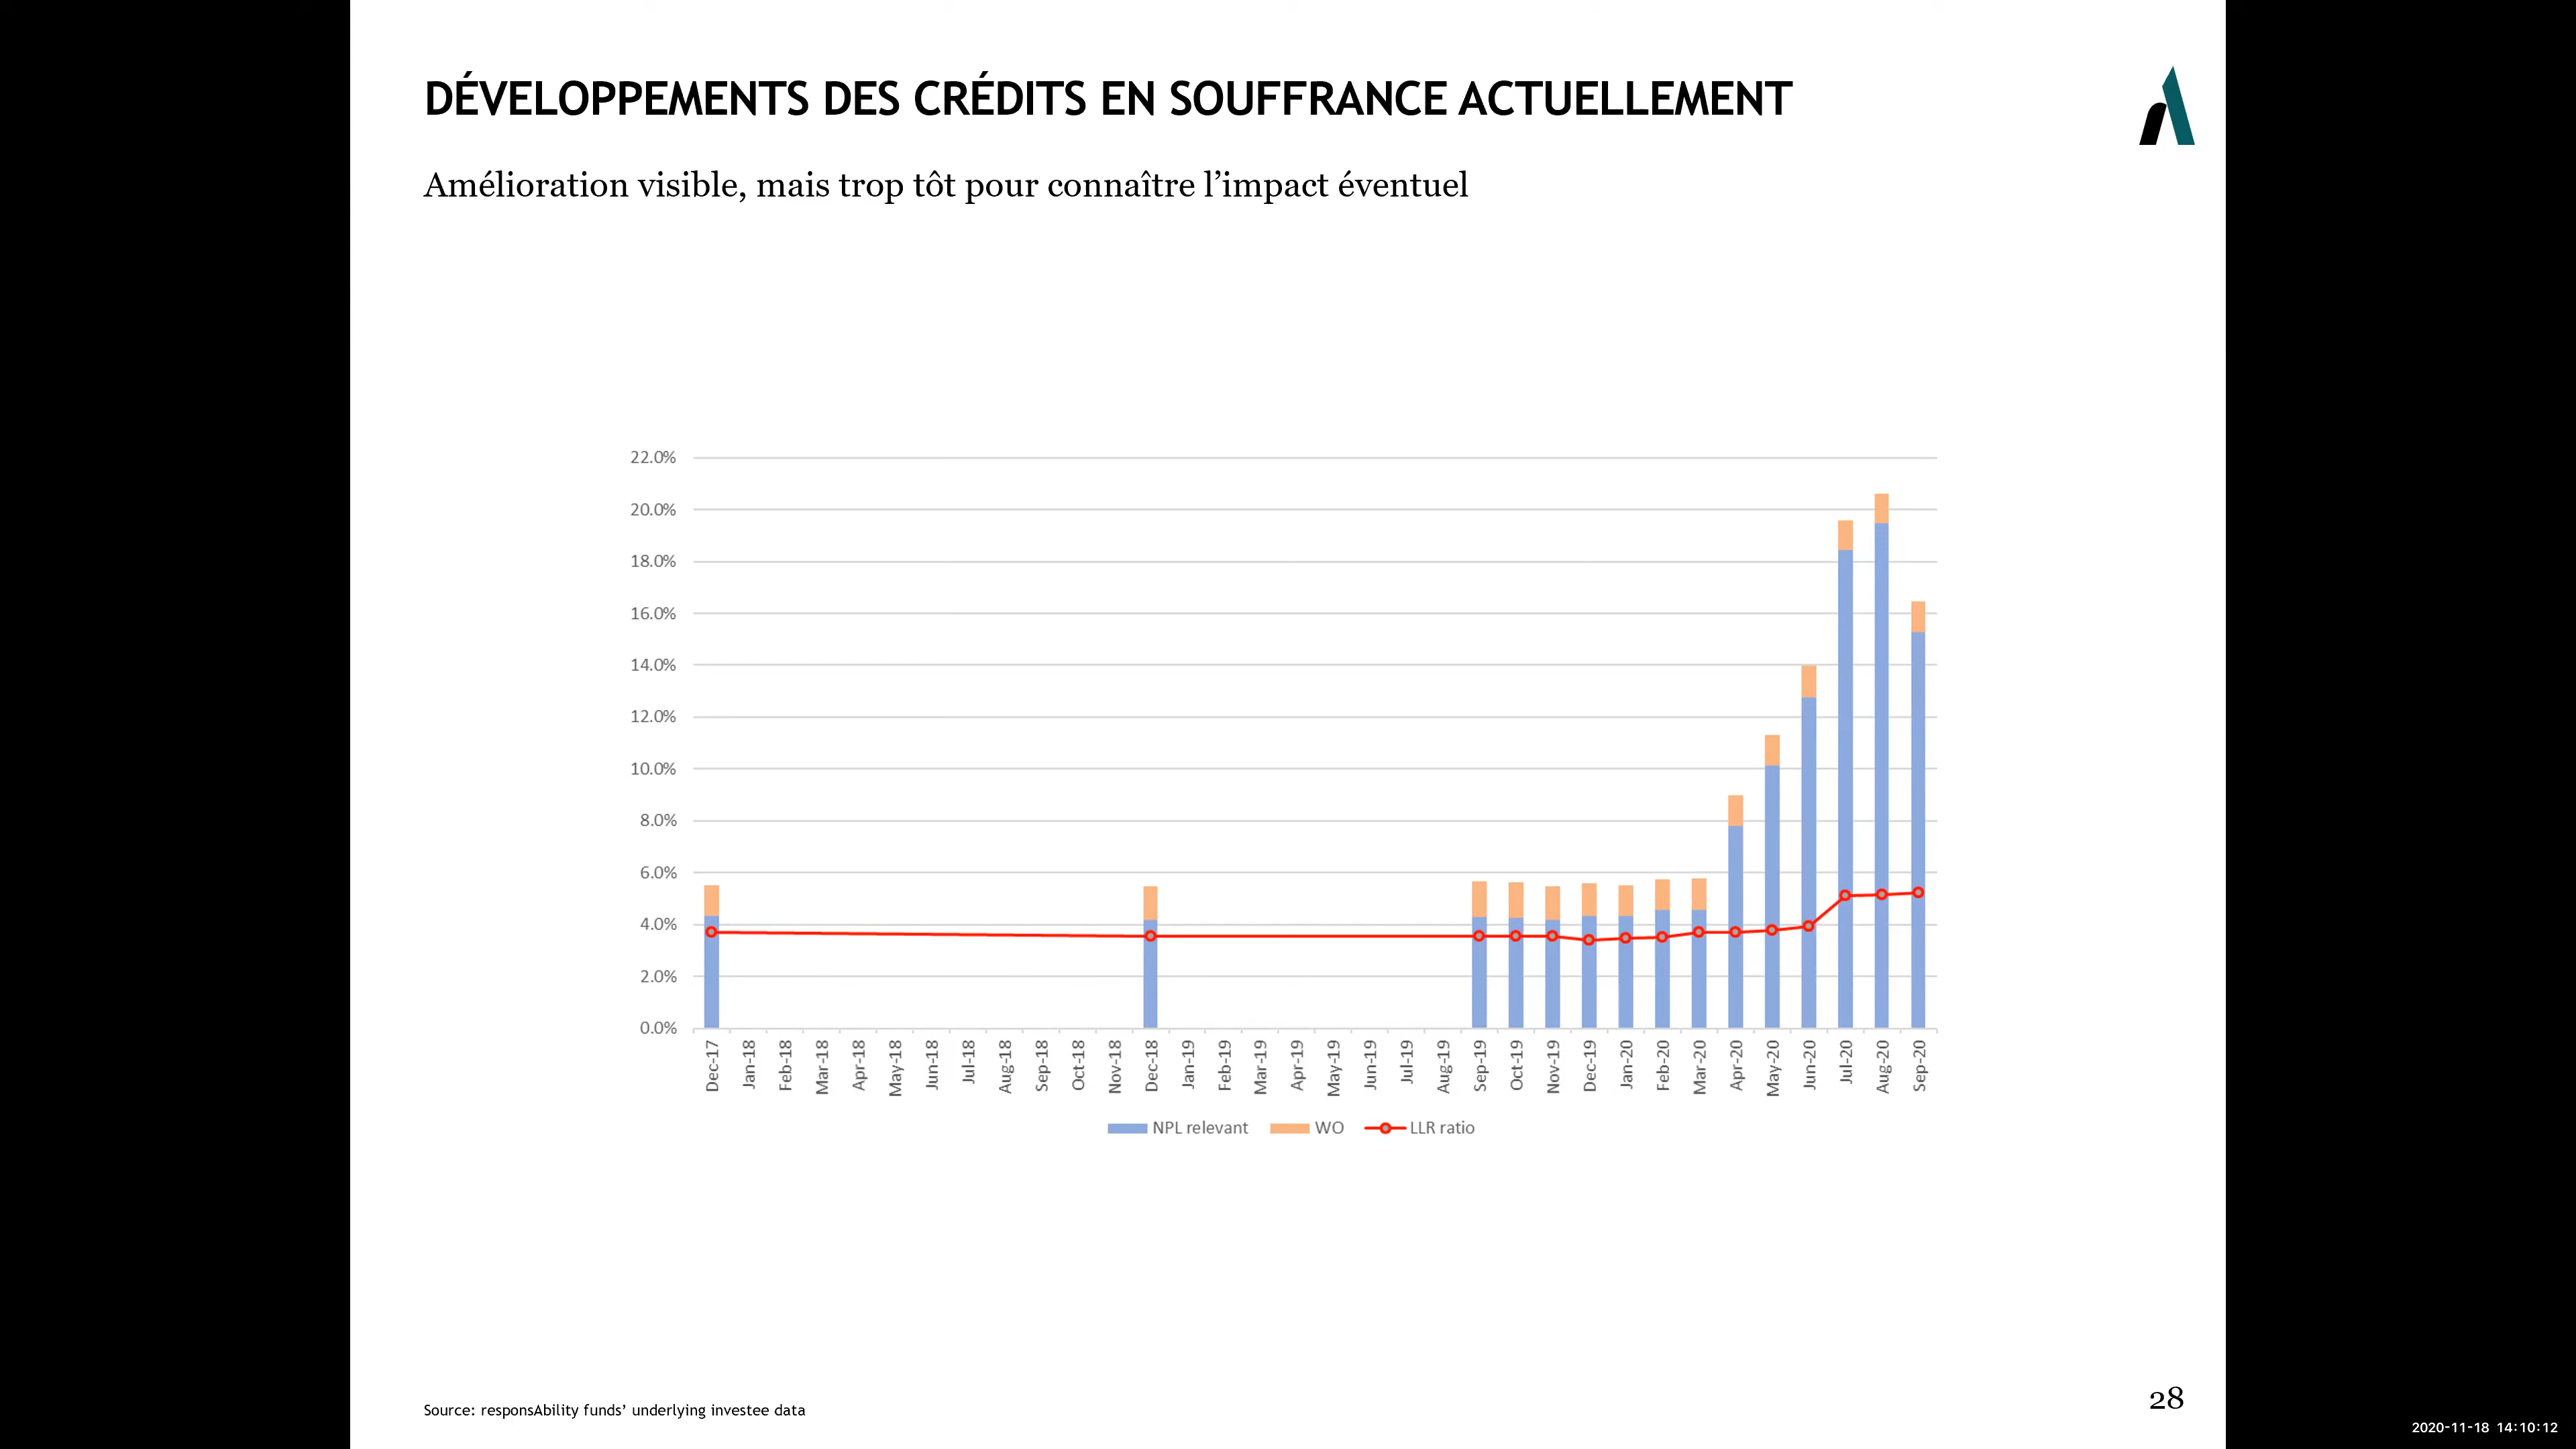 DÉVELOPPEMENTS DES CRÉDITS EN SOUFFRANCE ACTUELLEMENT
Amélioration visible, mais trop tôt pour connaître l’impact éventuel
22.0%
20.0%
18.0%
16.0%
14.0%
12.0%
10.0%
8.0%
6.0%
4.0%
2.0%
0.0%
Dec-17
Jan-18
Feb-18
Mar-18
Apr-18
May-18
Jun-18
Jul-18
Aug-18
Sep-18
Oct-18
Nov-18
Dec-18
Jan-19
Feb-19
Mar-19
Apr-19
May-19
Jun-19
Jul-19
Aug-19
Sep-19
Oct-19
Nov-19
Dec-19
Jan-20
Feb-20
Mar-20
Apr-20
May-20
Jun-20
Jul-20
Aug-20
Sep-20
NPL relevant WO LLR ratio
Source: responsAbility funds’ underlying investee data
28
2020-11-18 14:10:12